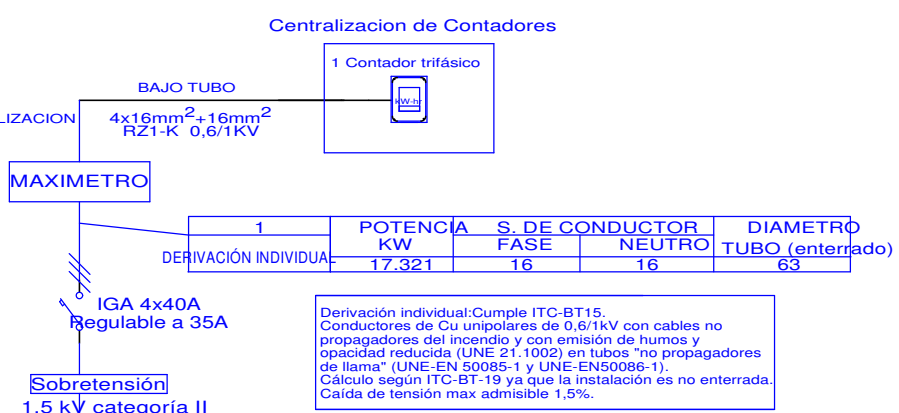 Centralizacion de Contadores
1 Contador trifásico
kW-hr
BAJO TUBO
LIZACION
4x16mm²+16mm²
RZ1-K 0,6/1KV
MAXIMETRO
1 POTENCIA S. DE CONDUCTOR DIAMETRO
DERIVACIÓN INDIVIDUAL KW FASE NEUTRO TUBO (enterrado)
17.321 16 16 63
IGA 4x40A
Regulable a 35A
Derivación individual:Cumple ITC-BT15.
Conductores de Cu unipolares de 0,6/1kV con cables no
propagadores del incendio y con emisión de humos y
opacidad reducida (UNE 21.1002) en tubos "no propagadores
de llama" (UNE-EN 50085-1 y UNE-EN50086-1).
Cálculo según ITC-BT-19 ya que la instalación es no enterrada.
Caída de tensión max admisible 1,5%.
Sobretensión
1.5 kV categoría II